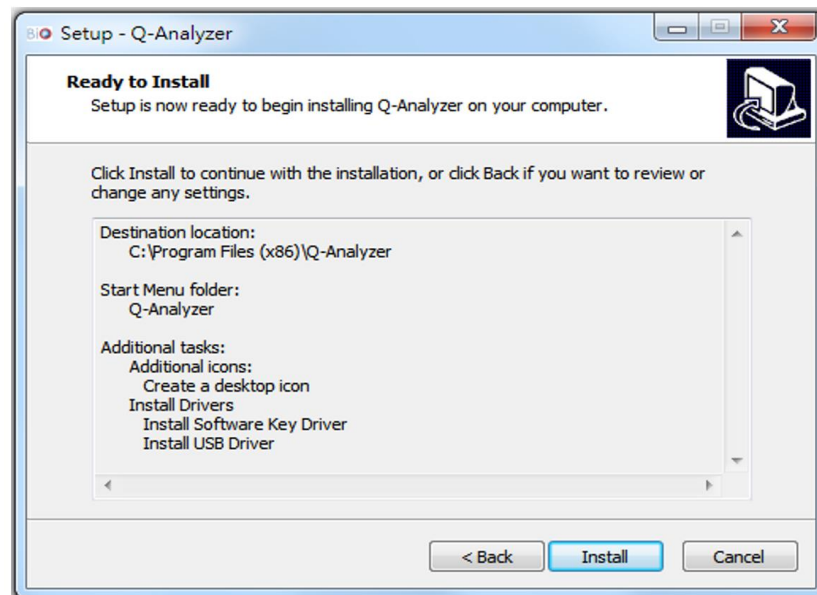 BiO Setup - Q-Analyzer
Ready to Install
Setup is now ready to begin installing Q-Analyzer on your computer.
Click Install to continue with the installation, or click Back if you want to review or
change any settings.
Destination location:
C:\Program Files (x86)\Q-Analyzer
Start Menu folder:
Q-Analyzer
Additional tasks:
Additional icons:
Create a desktop icon
Install Drivers
Install Software Key Driver
Install USB Driver
< Back Install Cancel